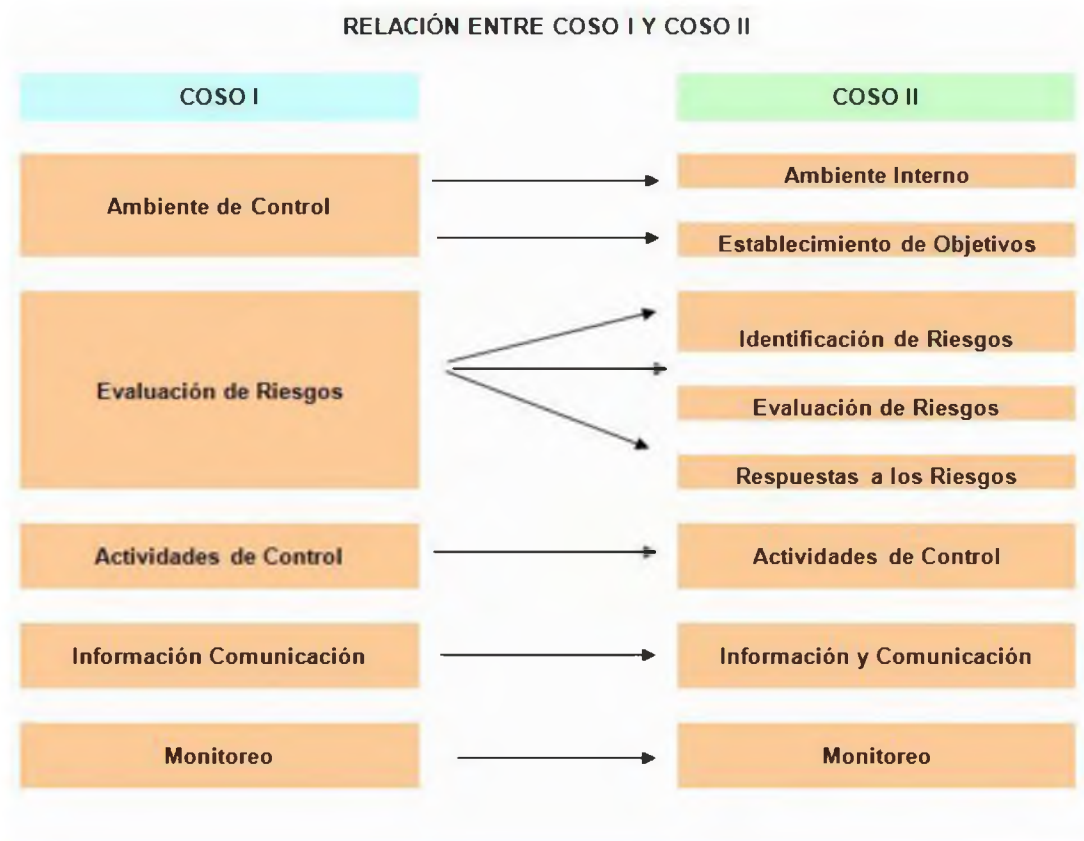 RELACIÓN ENTRE COSO I Y COSO II
COSO I
COSO II
Ambiente de Control
Ambiente Interno
Establecimiento de Objetivos
Evaluación de Riesgos
Identificación de Riesgos
Evaluación de Riesgos
Respuestas a los Riesgos
Actividades de Control
Actividades de Control
Información Comunicación
Información y Comunicación
Monitoreo
Monitoreo